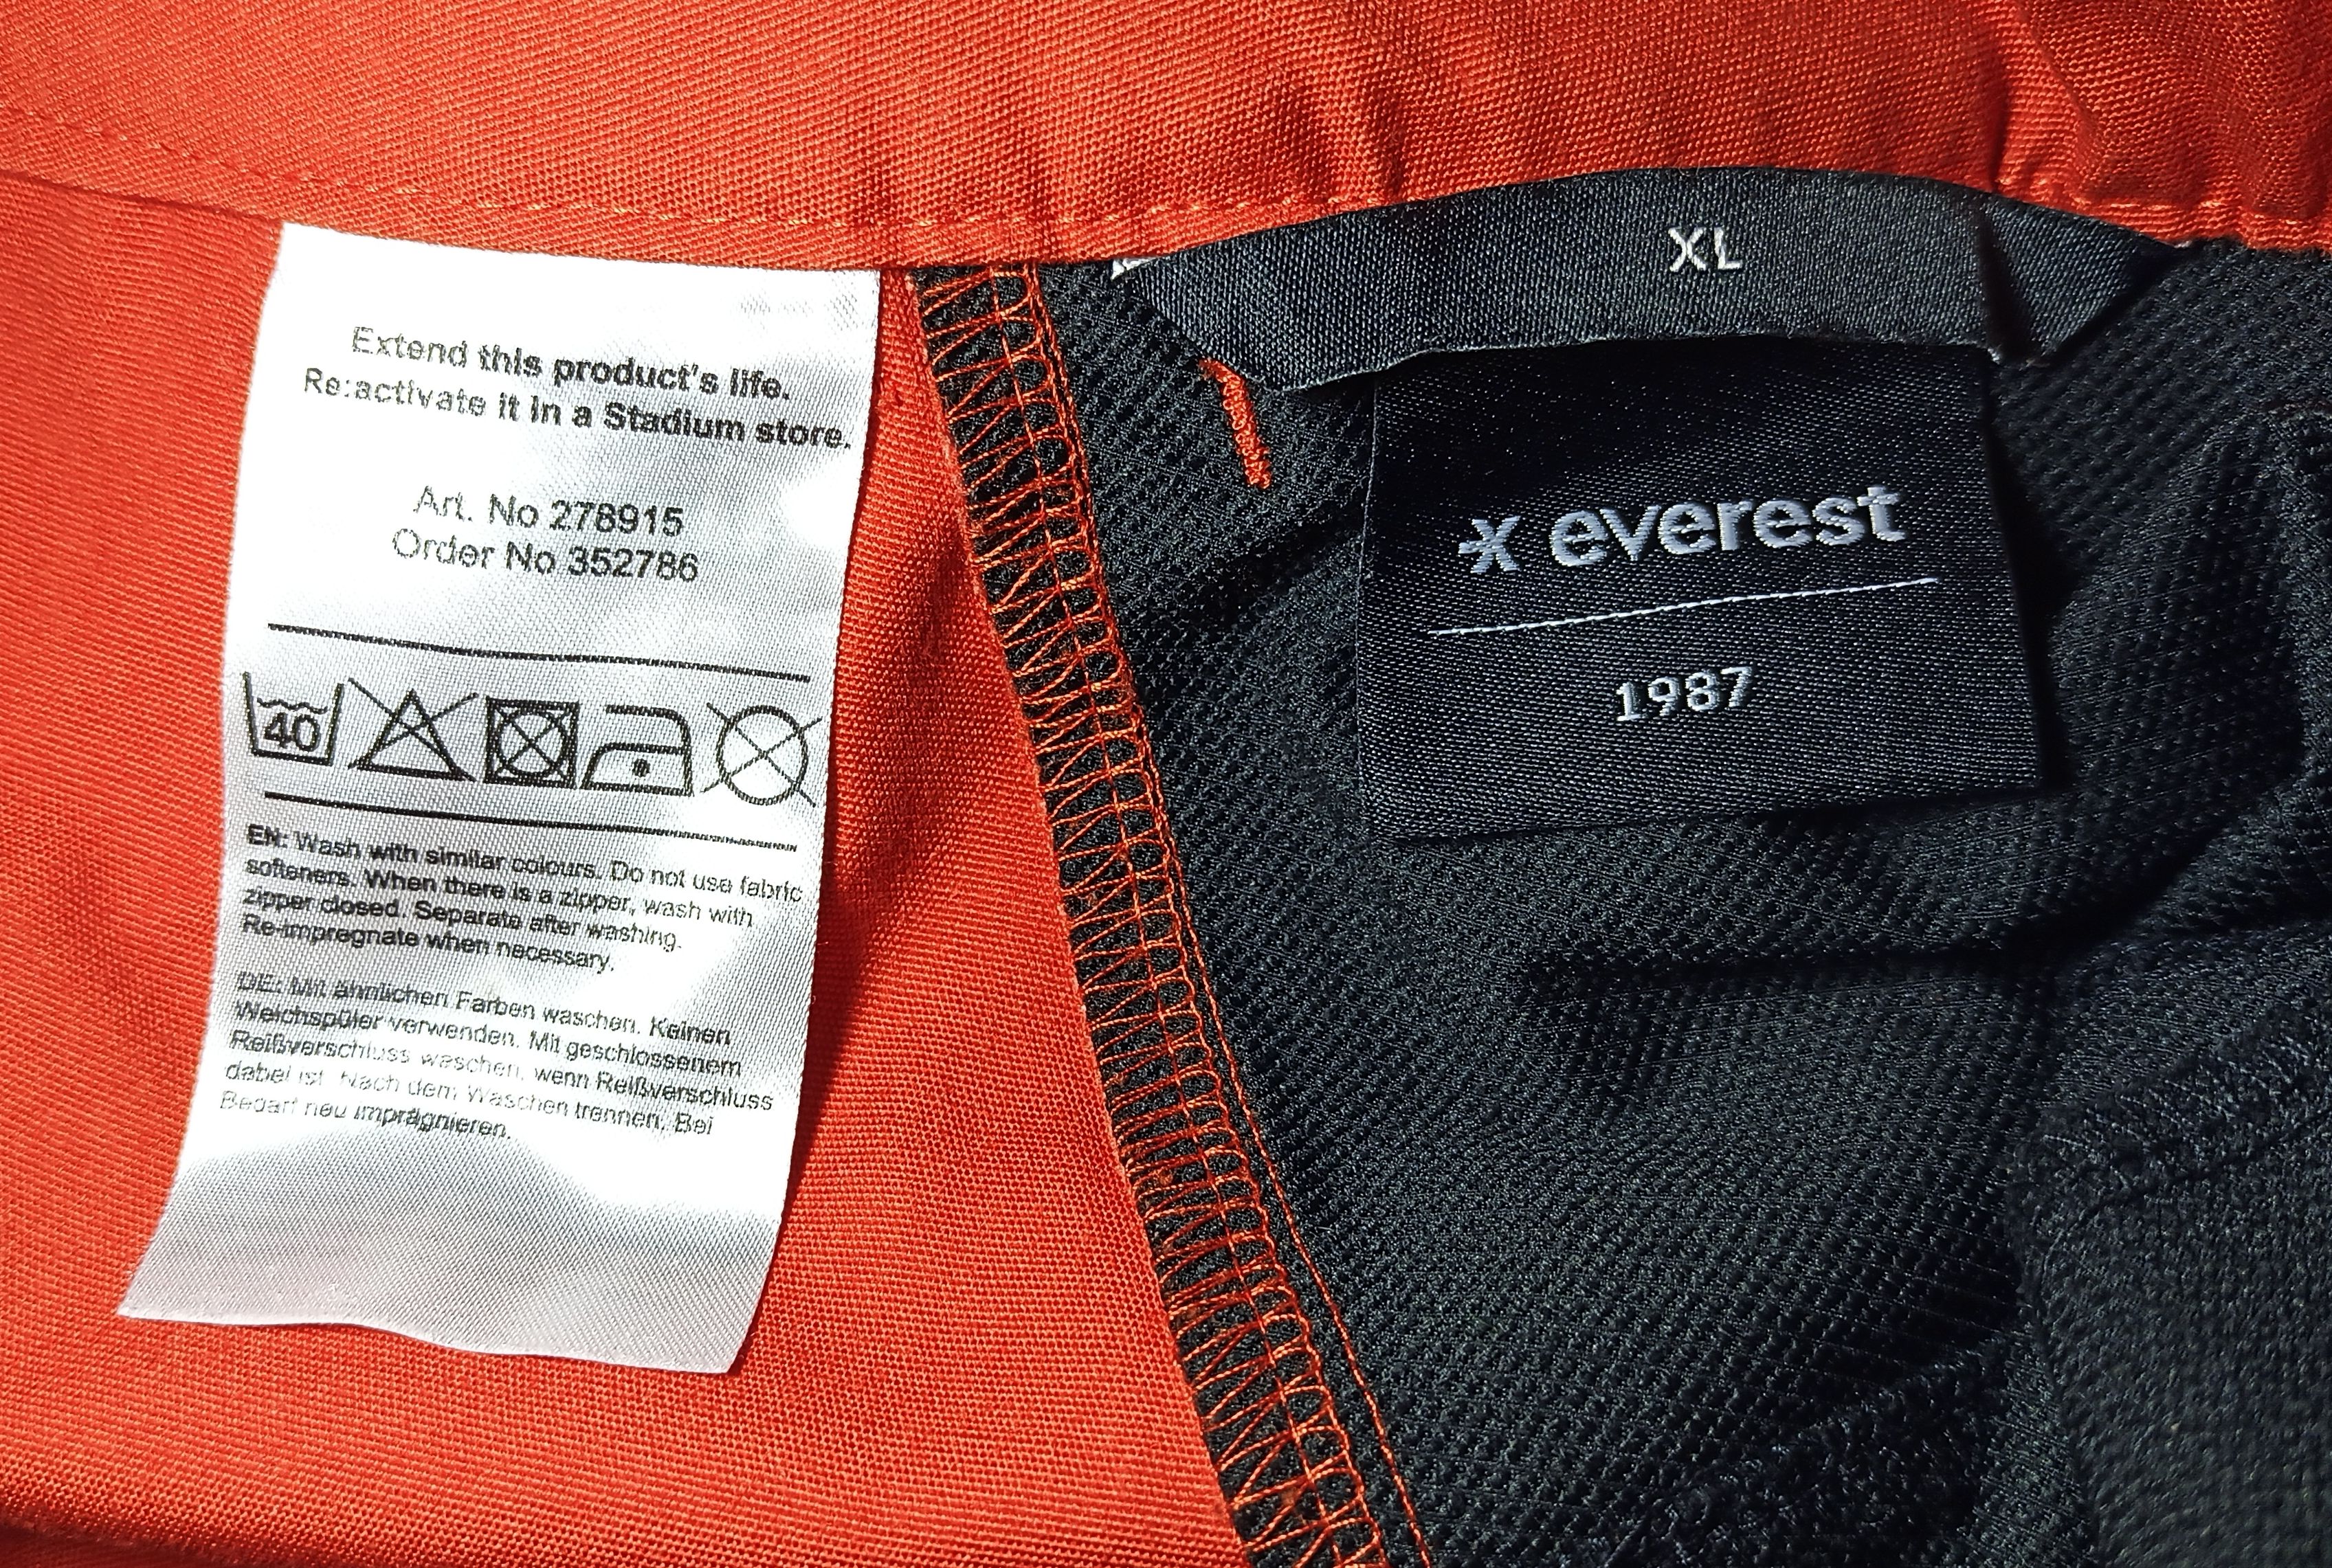 Extend this product's life.
Re:activate it in a Stadium store.
Art. No 278915
Order No 352786
40
EN: Wash with similar colours. Do not use fabric
softeners. When there is a zipper, wash with
zipper closed. Separate after washing.
Re-impregnate when necessary.
DE: Mit ähnlichen Farben waschen. Keinen
Weichspüler verwenden. Mit geschlossenem
Reißverschluss waschen, wenn Reißverschluss
dabei ist. Nach dem Waschen trennen. Bei
Bedarf neu imprägnieren.
XL
everest
1987